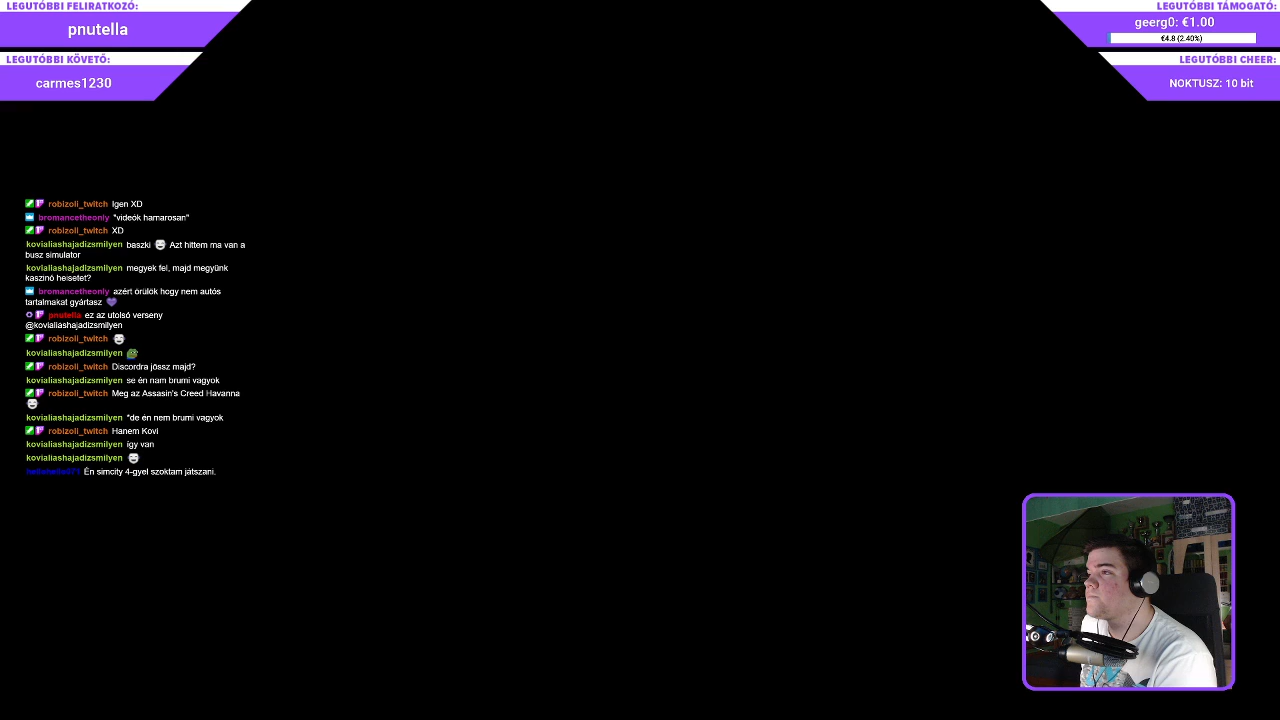 LEGUTÓBBI FELIRATKOZÓ:
pnutella
LEGUTÓBBI KÖVETŐ:
carmes1230
LEGUTÓBBI TÁMOGATÓ:
geerg0: €1.00
€4.8 (2.40%)
LEGUTÓBBI CHEER:
NOKTUSZ: 10 bit
robizoli_twitch Igen XD
bromancetheonly "videók hamarosan"
robizoli_twitch XD
kovialiashajadizsmilyen baszki Azt hittem ma van a
busz simulator
kovialiashajadizsmilyen megyek fel, majd megyünk
kaszinó heisetet?
bromancetheonly azért örülök hogy nem autós
tartalmakat gyártasz
pnutella ez az utolsó verseny
@kovialiashajadizsmilyen
robizoli_twitch
kovialiashajadizsmilyen
robizoli_twitch Discordra jössz majd?
kovialiashajadizsmilyen se én nam brumi vagyok
robizoli_twitch Meg az Assasin's Creed Havanna
kovialiashajadizsmilyen *de én nem brumi vagyok
robizoli_twitch Hanem Kovi
kovialiashajadizsmilyen így van
kovialiashajadizsmilyen
Én simcity 4-gyel szoktam játszani.